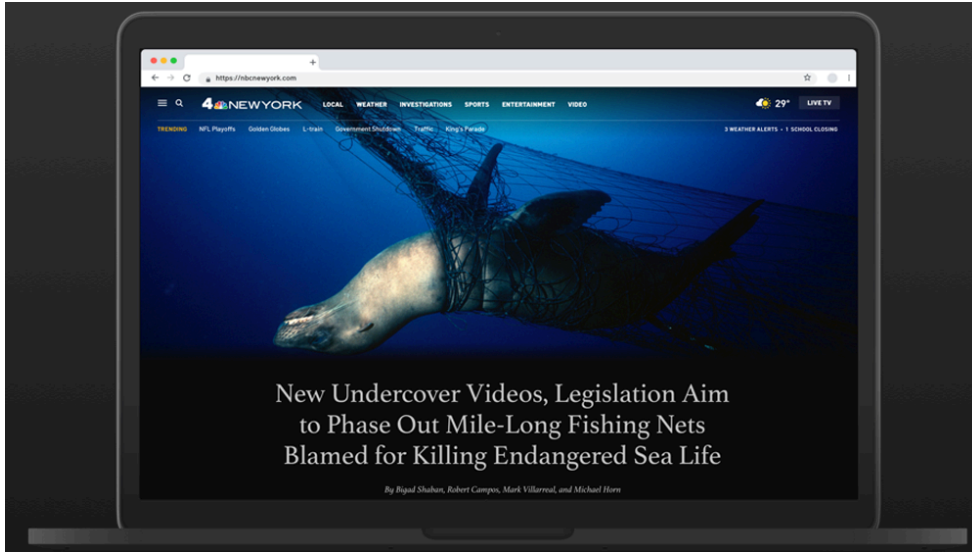 https://nbcnewyork.com
4 NEWYORK LOCAL WEATHER INVESTIGATIONS SPORTS ENTERTAINMENT VIDEO 29° LIVE TV
TRENDING NFL Playoffs Golden Globes L-train Government Shutdown Traffic King's Parade 3 WEATHER ALERTS • 1 SCHOOL CLOSING
New Undercover Videos, Legislation Aim
to Phase Out Mile-Long Fishing Nets
Blamed for Killing Endangered Sea Life
By Bigad Shaban, Robert Campos, Mark Villarreal, and Michael Horn